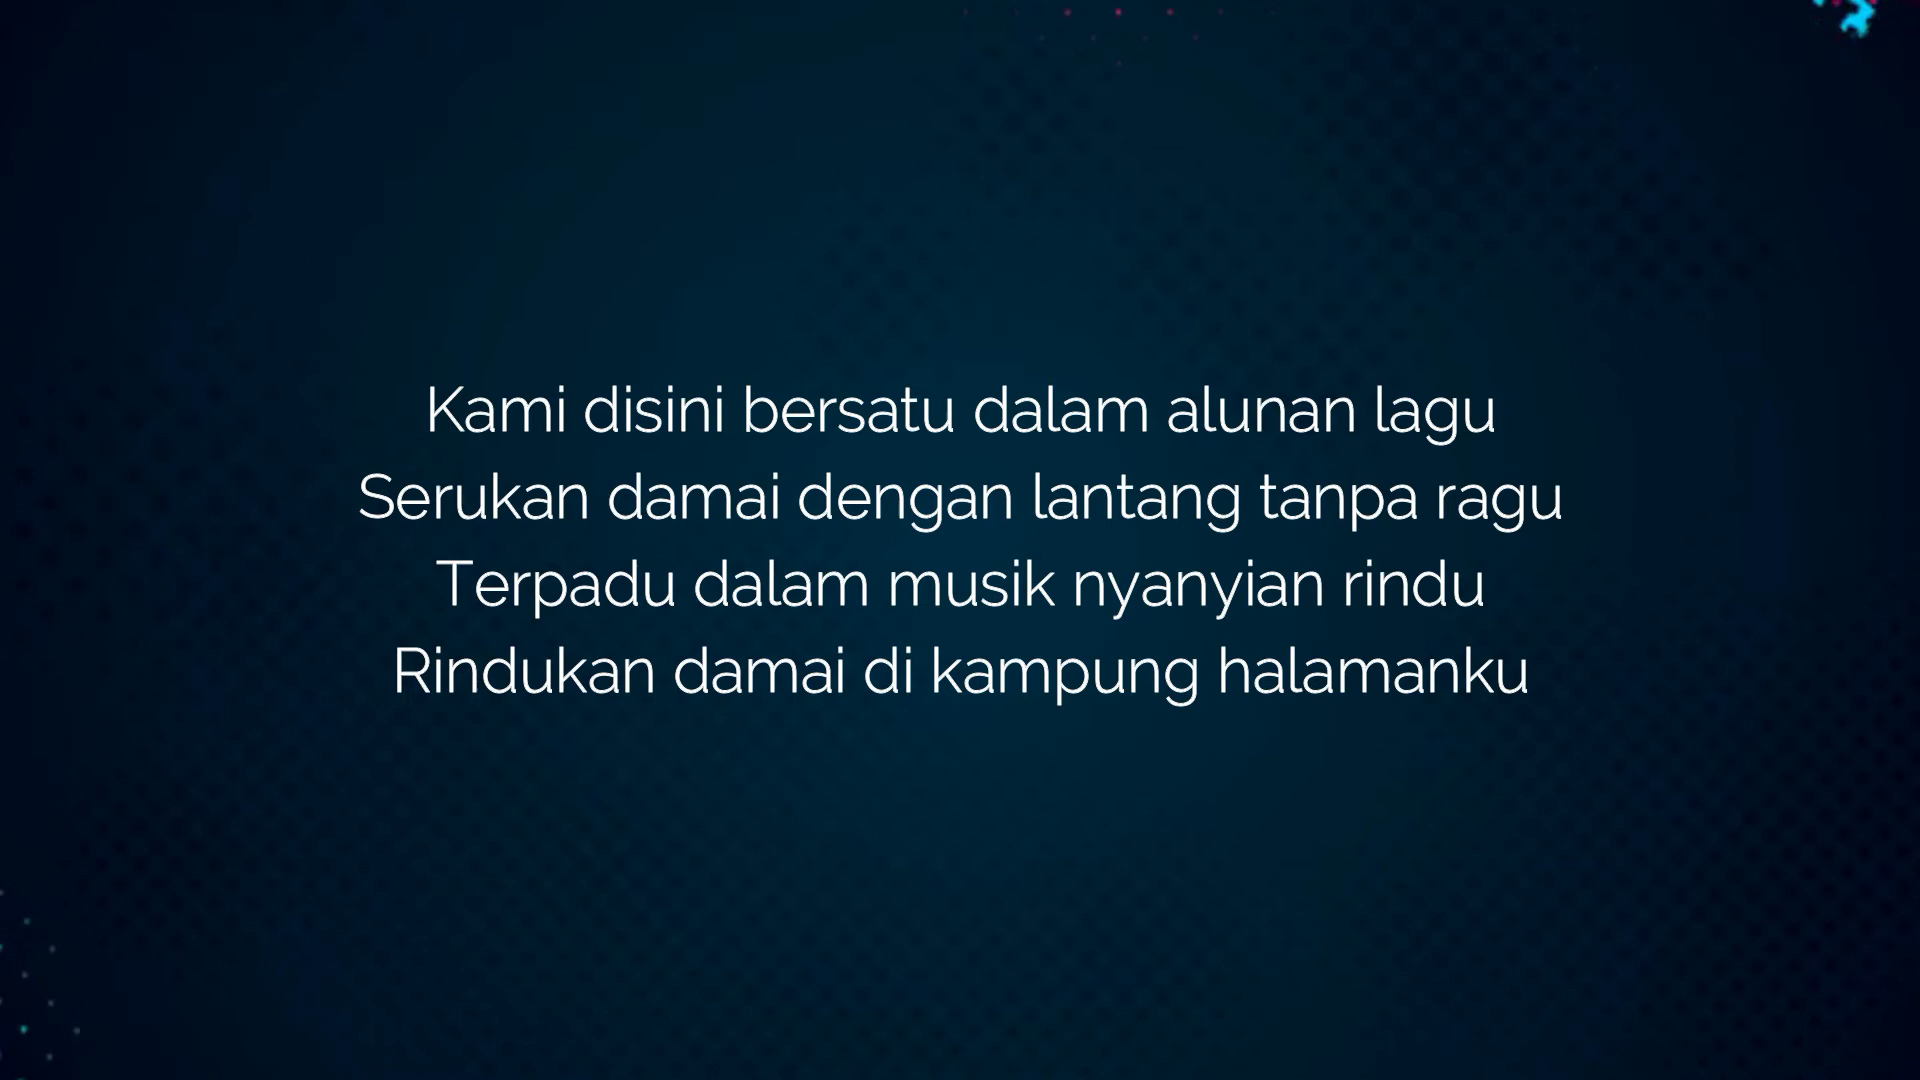 Kami disini bersatu dalam alunan lagu
Serukan damai dengan lantang tanpa ragu
Terpadu dalam musik nyanyian rindu
Rindukan damai di kampung halamanku